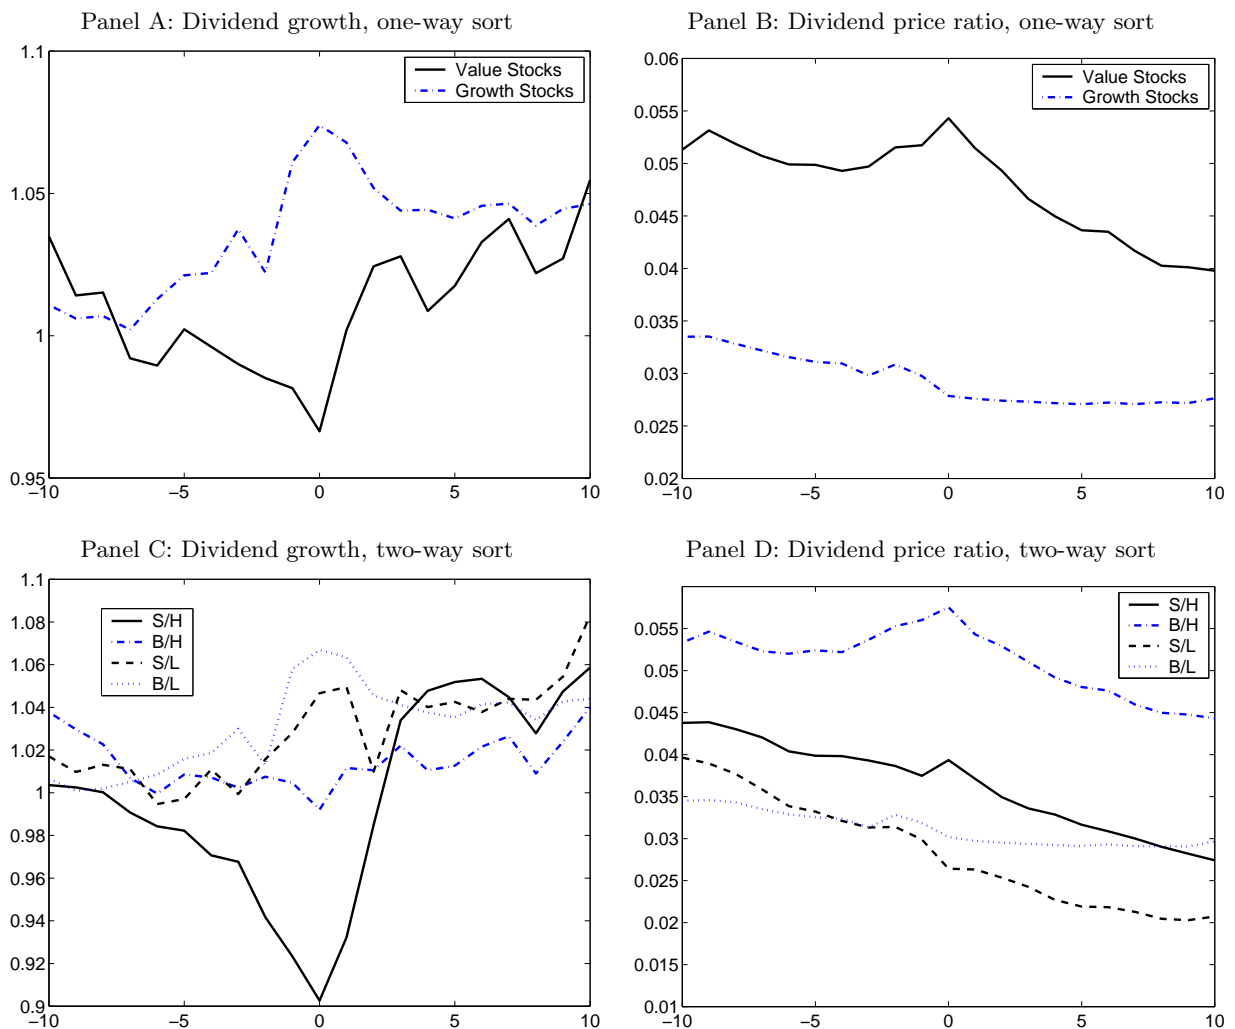 Panel A: Dividend growth, one-way sort
1.1
1.05
1
0.95
−10 −5 0 5 10
Value Stocks
Growth Stocks
Panel B: Dividend price ratio, one-way sort
0.06
0.055
0.05
0.045
0.04
0.035
0.03
0.025
0.02
−10 −5 0 5 10
Value Stocks
Growth Stocks
Panel C: Dividend growth, two-way sort
1.1
1.08
1.06
1.04
1.02
1
0.98
0.96
0.94
0.92
0.9
−10 −5 0 5 10
S/H
B/H
S/L
B/L
Panel D: Dividend price ratio, two-way sort
0.055
0.05
0.045
0.04
0.035
0.03
0.025
0.02
0.015
0.01
−10 −5 0 5 10
S/H
B/H
S/L
B/L